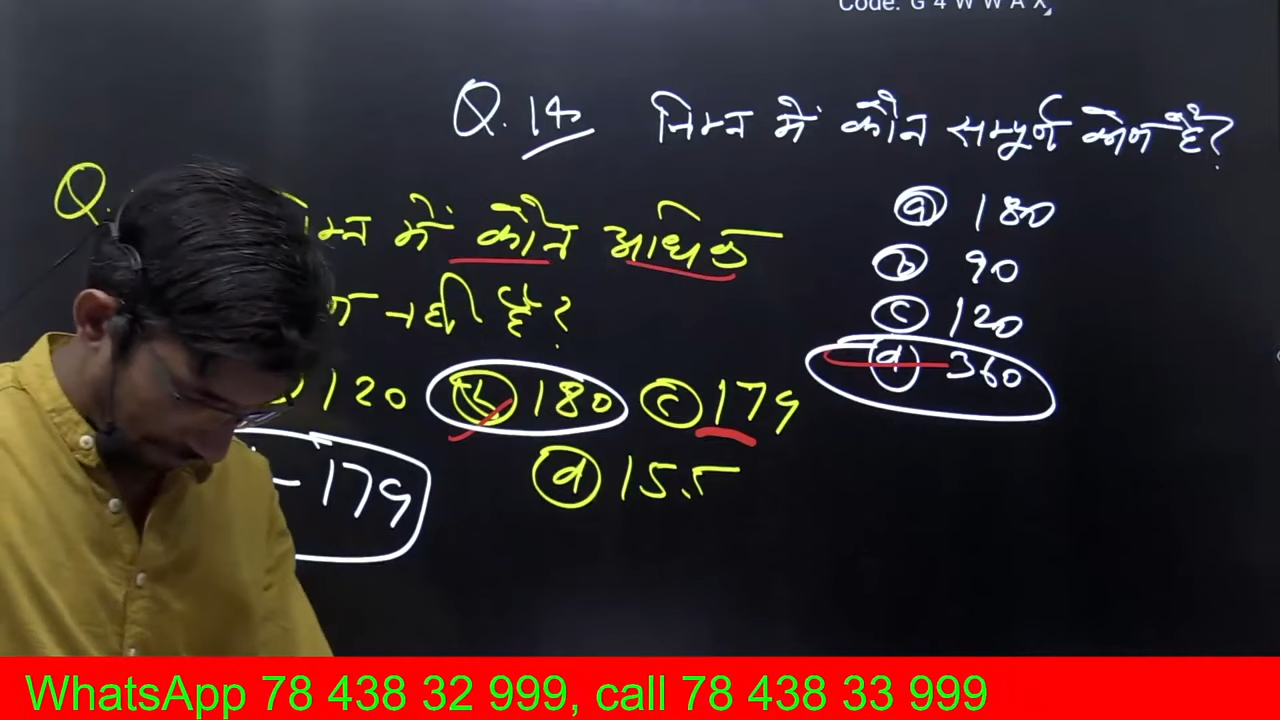 Code: G 4 W W A X
Q. 14 निम्न में कौन सम्पूर्ण कोण है?
(a) 180
(b) 90
(c) 120
(d) 360
Q. में कौन अधिक
नही है?
120 (b) 180 (c) 179
(d) 15.5
- 179
WhatsApp 78 438 32 999, call 78 438 33 999